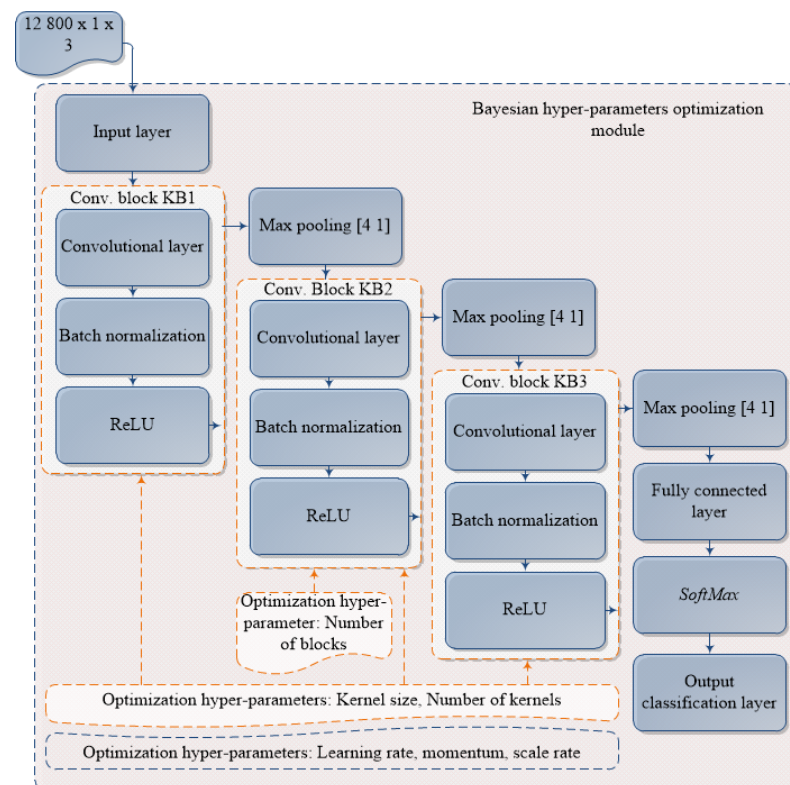 12 800 x 1 x
3
Bayesian hyper-parameters optimization
module
Input layer
Conv. block KB1
Convolutional layer
Batch normalization
ReLU
Max pooling [4 1]
Conv. Block KB2
Convolutional layer
Batch normalization
ReLU
Max pooling [4 1]
Conv. block KB3
Convolutional layer
Batch normalization
ReLU
Max pooling [4 1]
Fully connected
layer
SoftMax
Output
classification layer
Optimization hyper-
parameter: Number
of blocks
Optimization hyper-parameters: Kernel size, Number of kernels
Optimization hyper-parameters: Learning rate, momentum, scale rate